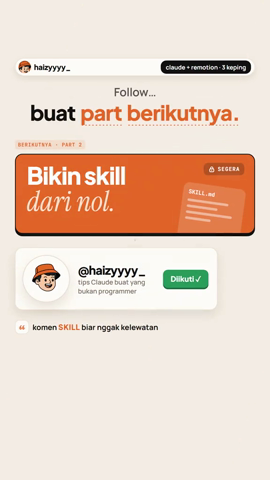 haizyyyy_
claude + remotion · 3 keping
Follow...
buat part berikutnya.
BERIKUTNYA · PART 2
Bikin skill
dari nol.
SEGERA
SKILL.md
@haizyyyy_
tips Claude buat yang
bukan programmer
Diikuti ✓
komen SKILL biar nggak kelewatan